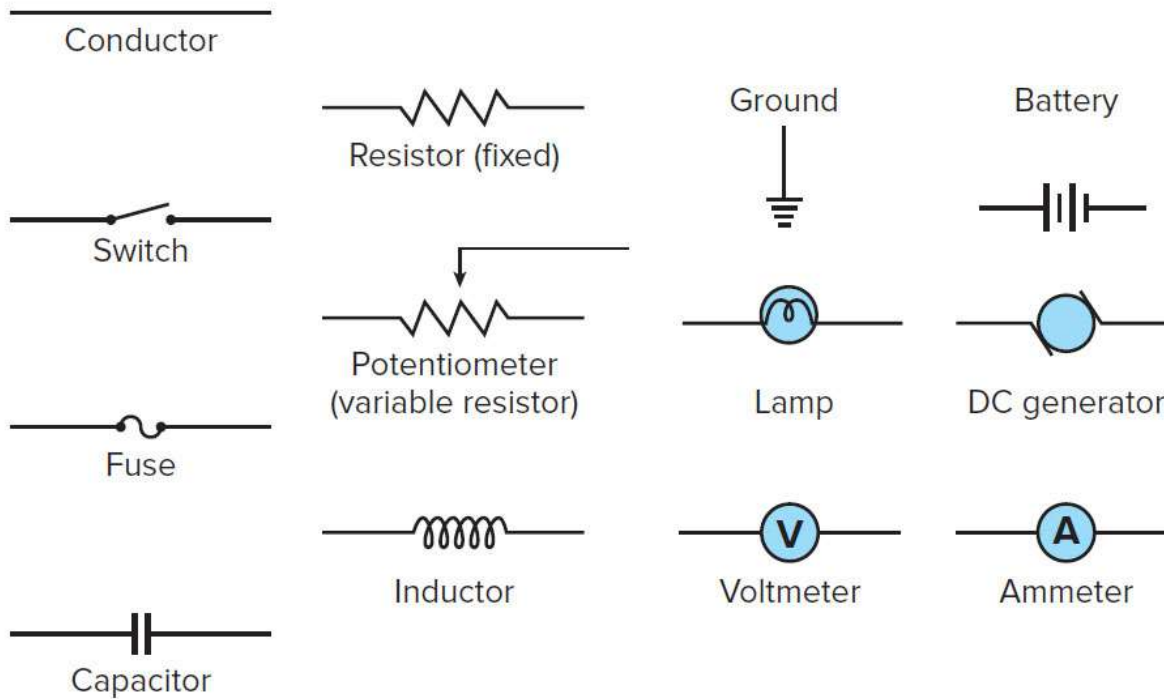 Conductor
Switch
Fuse
Capacitor
Resistor (fixed)
Potentiometer
(variable resistor)
Inductor
Ground
Lamp
V
Voltmeter
Battery
DC generator
A
Ammeter